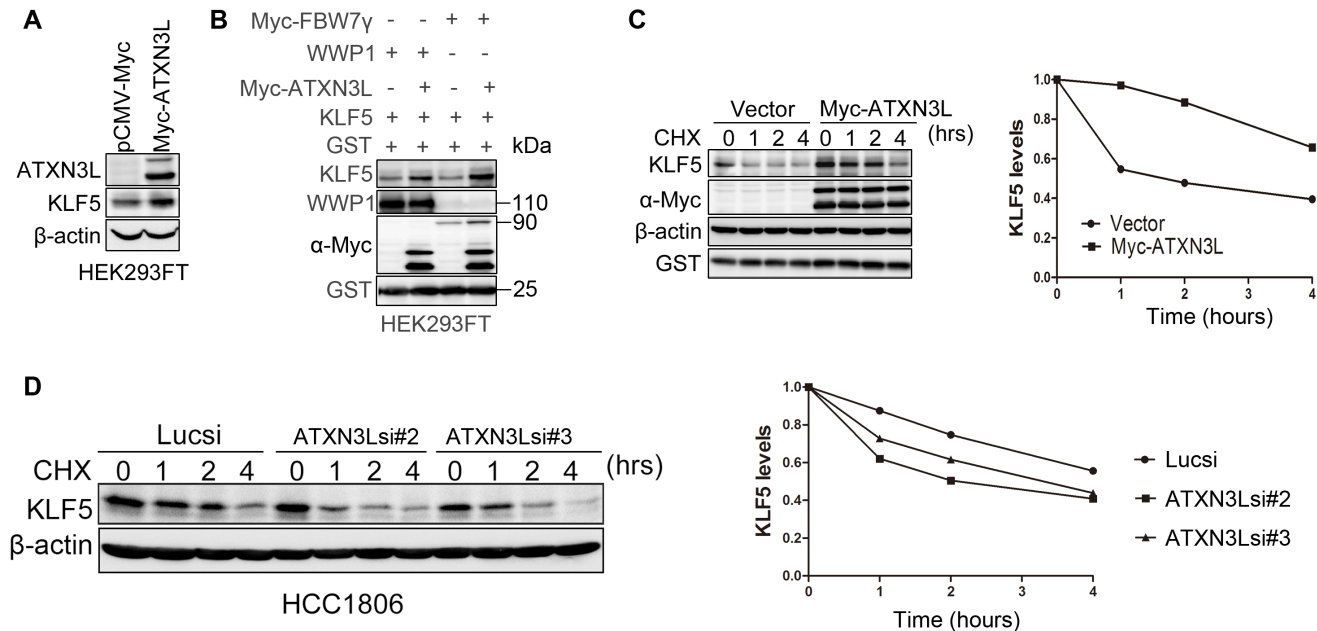 A
pCMV-Myc
Myc-ATXN3L
ATXN3L
KLF5
β-actin
HEK293FT
B
Myc-FBW7γ - - + +
WWP1 + + - -
Myc-ATXN3L - + - +
KLF5 + + + +
GST + + + + kDa
KLF5
WWP1 110
90
α-Myc
GST 25
HEK293FT
C
Vector Myc-ATXN3L
CHX 0 1 2 4 0 1 2 4 (hrs)
KLF5
α-Myc
β-actin
GST
KLF5 levels
1.0
0.8
0.6
0.4
0.2
0.0
Vector
Myc-ATXN3L
0 1 2 3 4
Time (hours)
D
Lucsi ATXN3Lsi#2 ATXN3Lsi#3
CHX 0 1 2 4 0 1 2 4 0 1 2 4 (hrs)
KLF5
β-actin
HCC1806
KLF5 levels
1.0
0.8
0.6
0.4
0.2
0.0
0 1 2 3 4
Time (hours)
Lucsi
ATXN3Lsi#2
ATXN3Lsi#3